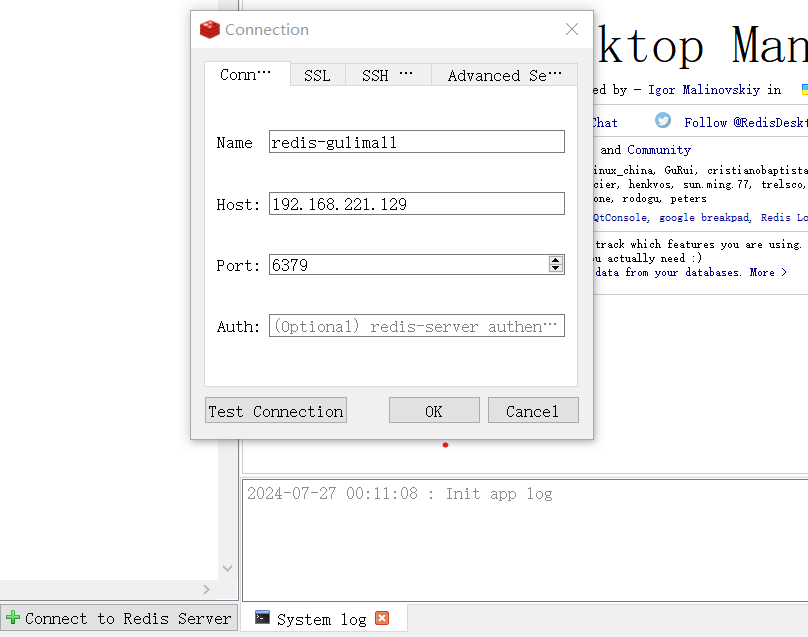 Connection
Conn…
SSL
SSH …
Advanced Se…
Name redis-gulimall
Host: 192.168.221.129
Port: 6379
Auth: (Optional) redis-server authen…
Test Connection
OK
Cancel
ktop Man
ed by — Igor Malinovskiy in
Chat
Follow @RedisDeskt
and Community
inux_china, GuRui, cristianobaptista
cier, henkvos, sun.ming.77, trelsco,
one, rodogu, peters
QtConsole, google breakpad, Redis Lo
track which features you are using.
ou actually need :)
data from your databases. More >
2024-07-27 00:11:08 : Init app log
Connect to Redis Server
System log